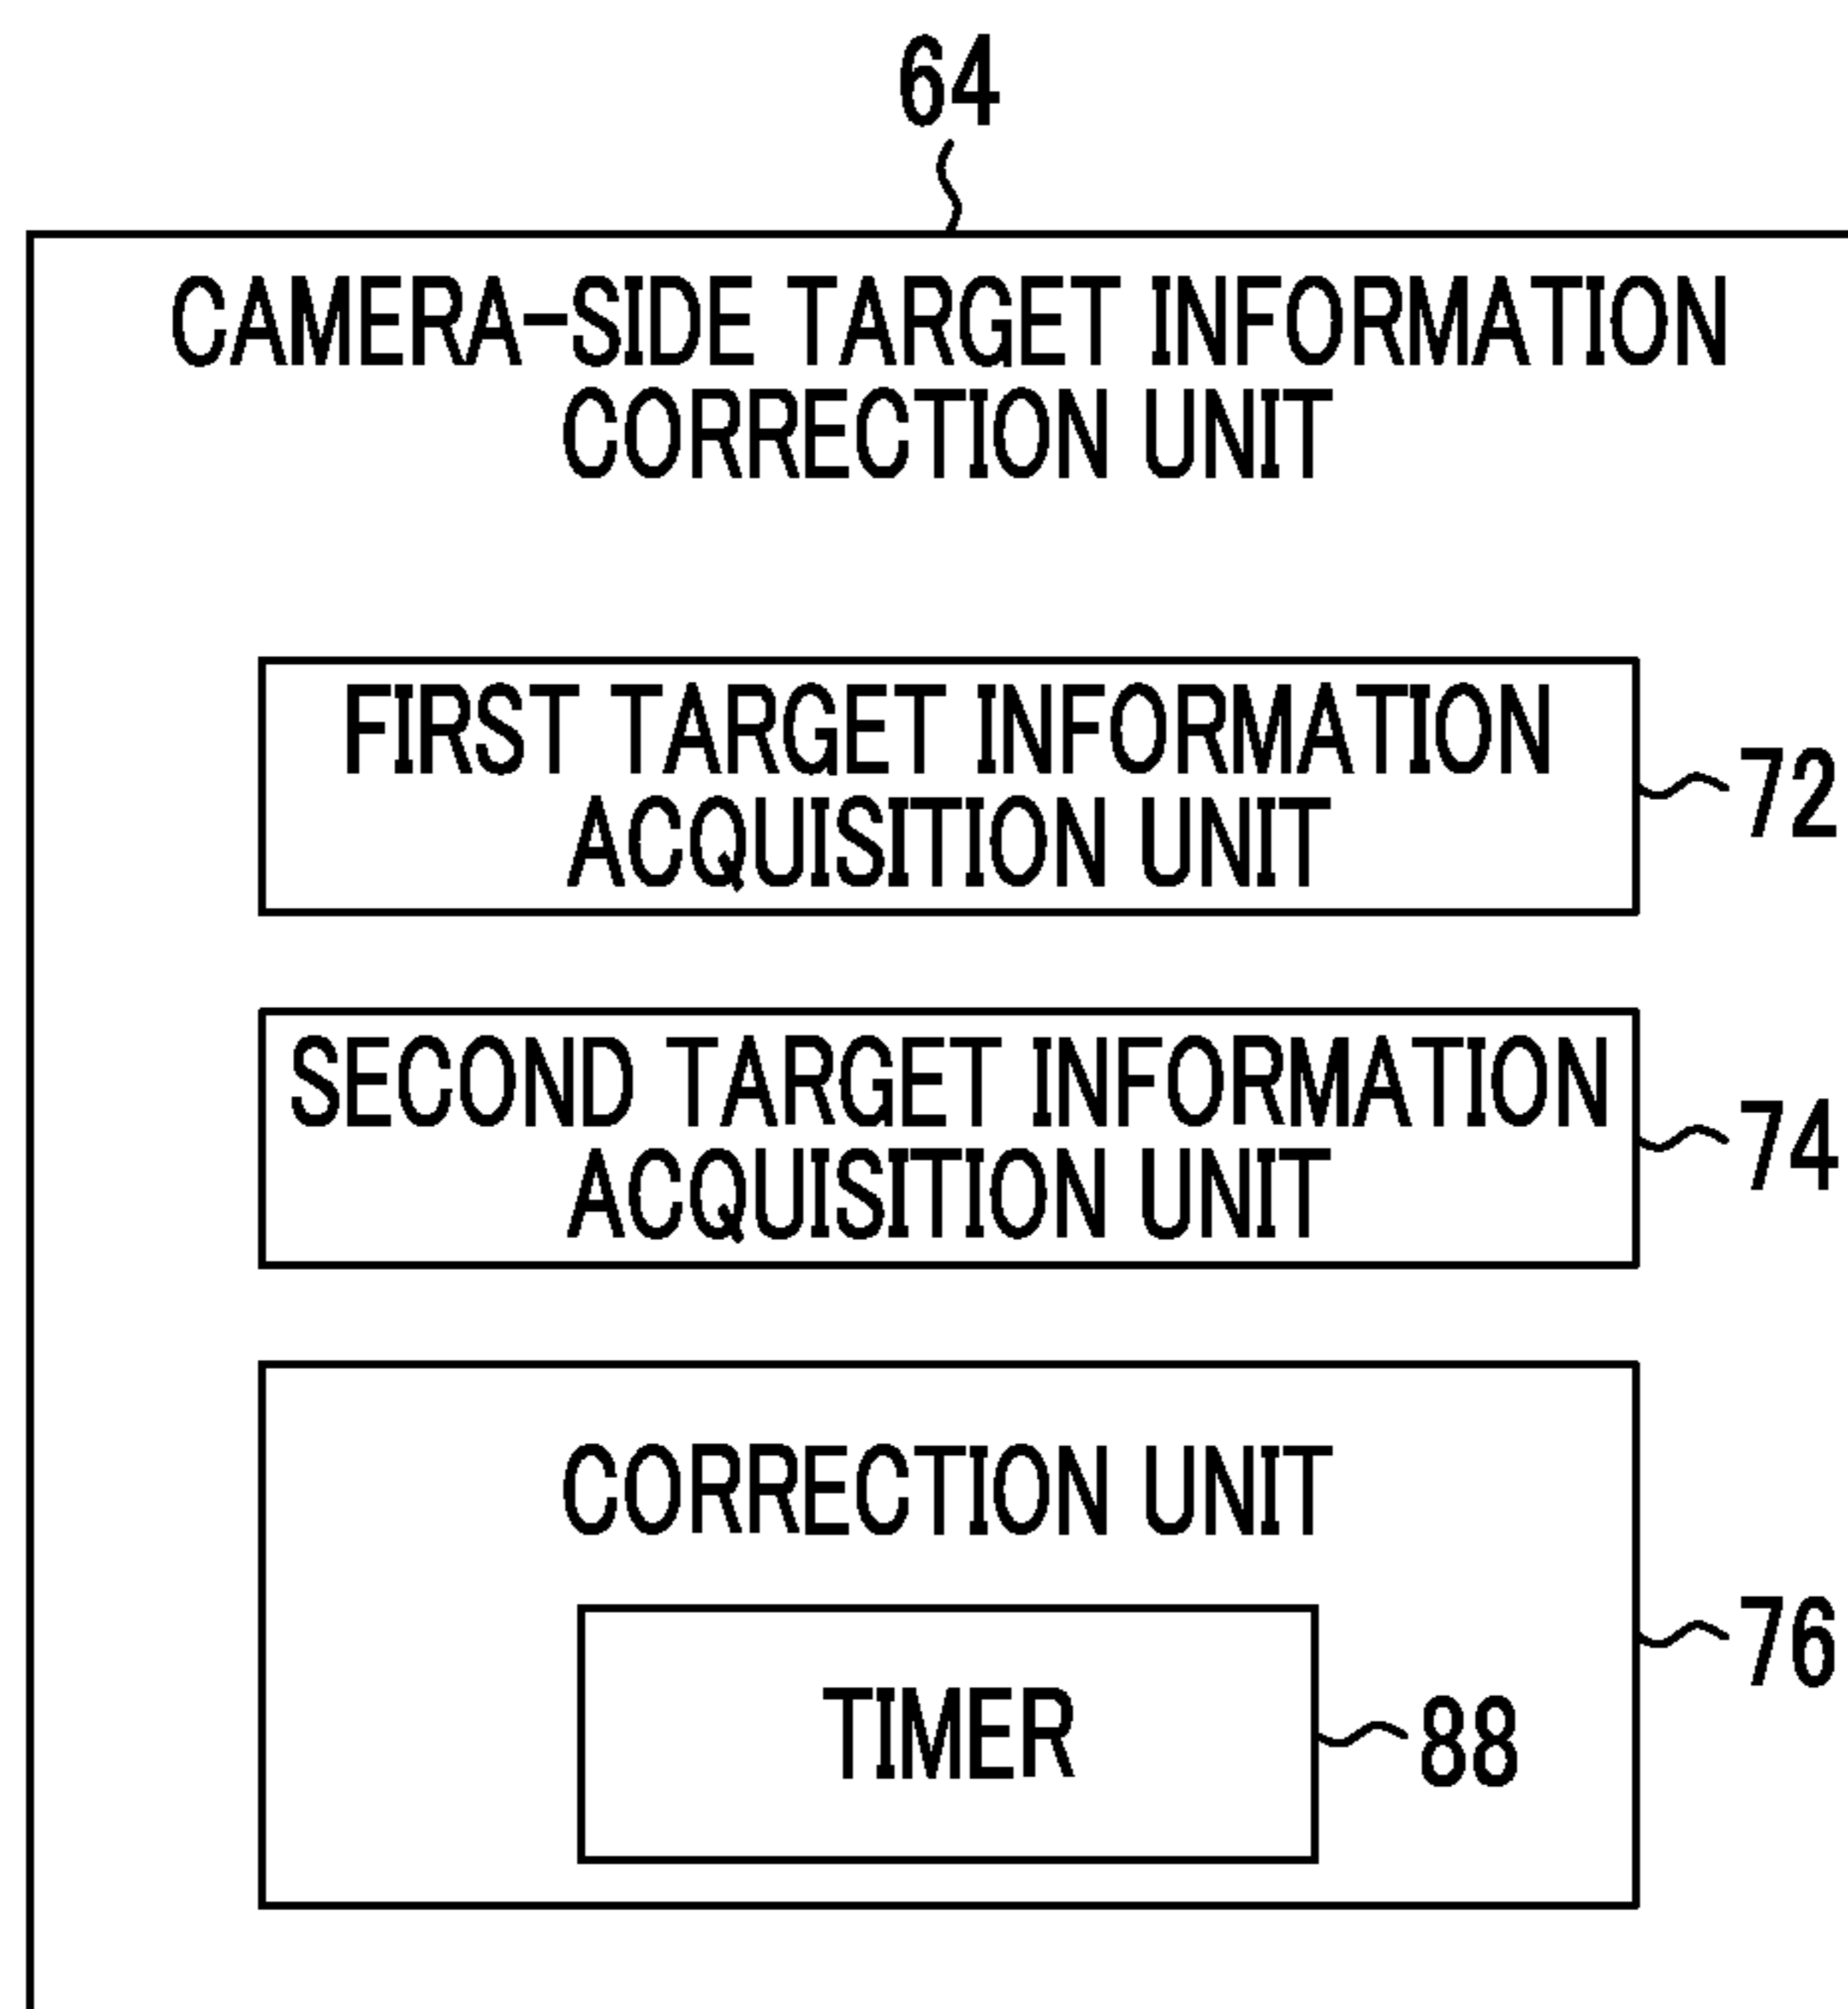 64
CAMERA-SIDE TARGET INFORMATION
CORRECTION UNIT
FIRST TARGET INFORMATION
ACQUISITION UNIT
72
SECOND TARGET INFORMATION
ACQUISITION UNIT
74
CORRECTION UNIT
76
TIMER
88